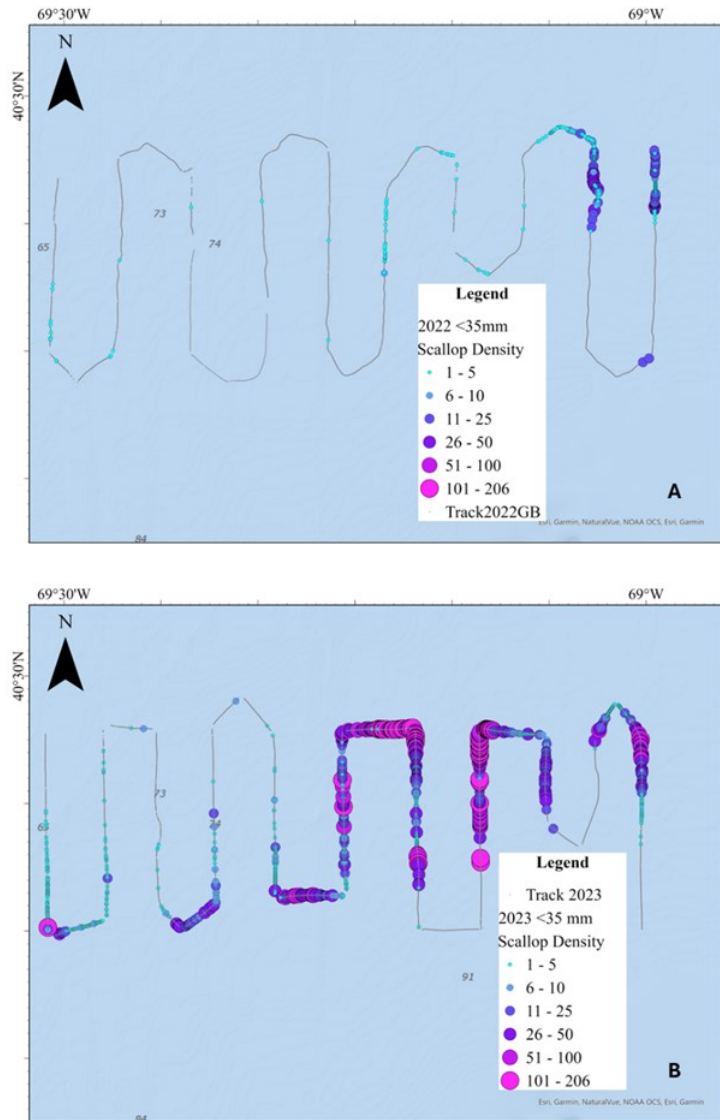 69°30'W 69°W
N
40°30'N
73
74
65
Legend
2022 <35mm
Scallop Density
1 - 5
6 - 10
11 - 25
26 - 50
51 - 100
101 - 206
Track2022GB
A
Esri, Garmin, NaturalVue, NOAA OCS, Esri, Garmin
84
69°30'W 69°W
N
40°30'N
73
74
65
Legend
Track 2023
2023 <35 mm
Scallop Density
1 - 5
6 - 10
11 - 25
26 - 50
51 - 100
101 - 206
91
B
Esri, Garmin, NaturalVue, NOAA OCS, Esri, Garmin
84